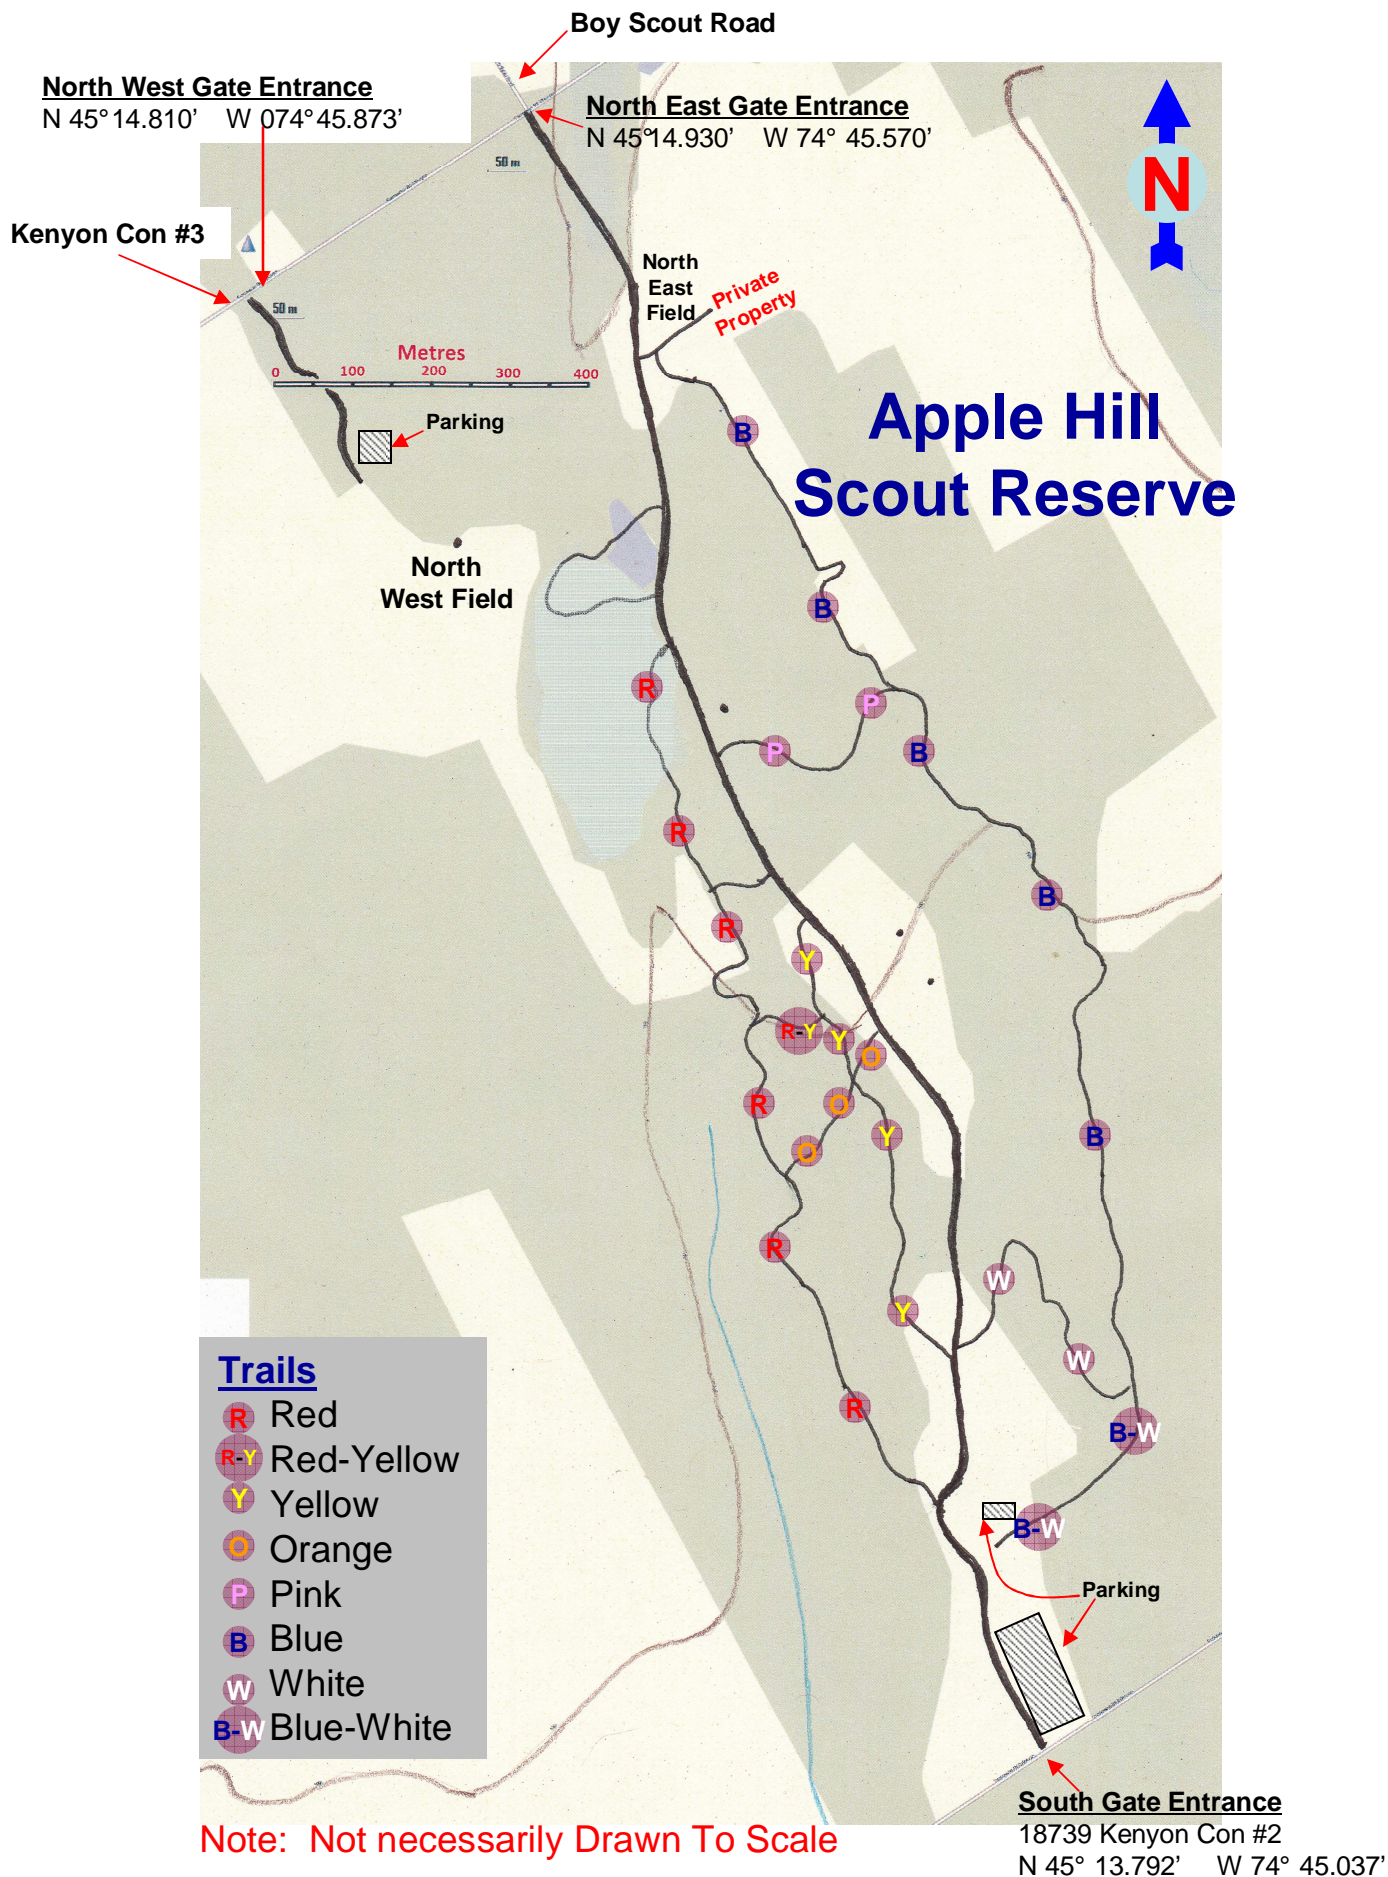 Boy Scout Road
North West Gate Entrance
N 45° 14.810’ W 074° 45.873’
North East Gate Entrance
N 45° 14.930’ W 74° 45.570’
N
50 m
Kenyon Con #3
North
East
Field
Private
Property
50 m
Metres
0 100 200 300 400
Parking
Apple Hill
Scout Reserve
B
North
West Field
B
R
P
P
B
R
B
R
Y
R-Y
Y
O
R
O
Y
B
O
R
W
Y
W
R
B-W
B-W
Parking
Trails
R Red
R-Y Red-Yellow
Y Yellow
O Orange
P Pink
B Blue
W White
B-W Blue-White
South Gate Entrance
18739 Kenyon Con #2
N 45° 13.792’ W 74° 45.037’
Note: Not necessarily Drawn To Scale